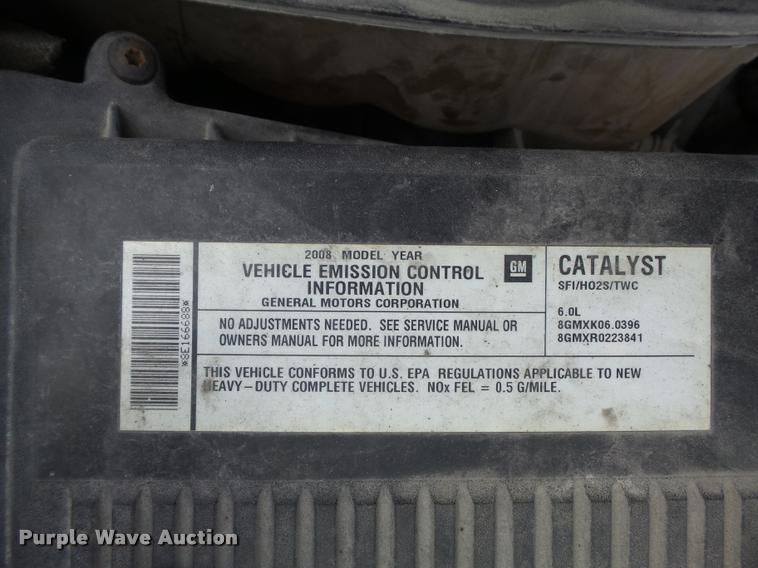 2008 MODEL YEAR
VEHICLE EMISSION CONTROL
INFORMATION
GENERAL MOTORS CORPORATION
GM
CATALYST
SFI/HO2S/TWC
6.0L
8GMXK06.0396
8GMXR0223841
NO ADJUSTMENTS NEEDED. SEE SERVICE MANUAL OR
OWNERS MANUAL FOR MORE INFORMATION.
THIS VEHICLE CONFORMS TO U.S. EPA REGULATIONS APPLICABLE TO NEW
HEAVY-DUTY COMPLETE VEHICLES. NOx FEL = 0.5 G/MILE.
*8E166688*
Purple Wave Auction